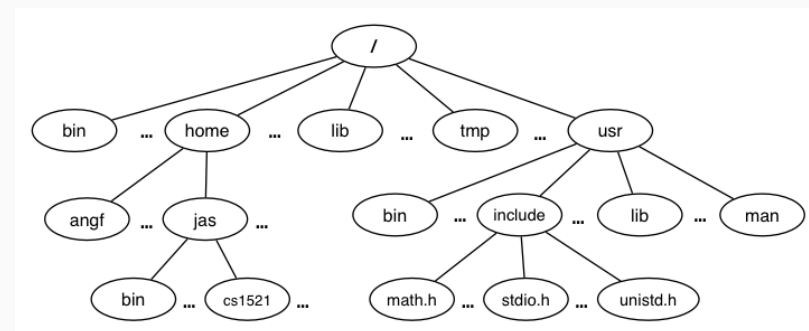 /
bin ... home ... lib ... tmp ... usr
angf ... jas ... bin ... include ... lib ... man
bin ... cs1521 ... math.h ... stdio.h ... unistd.h